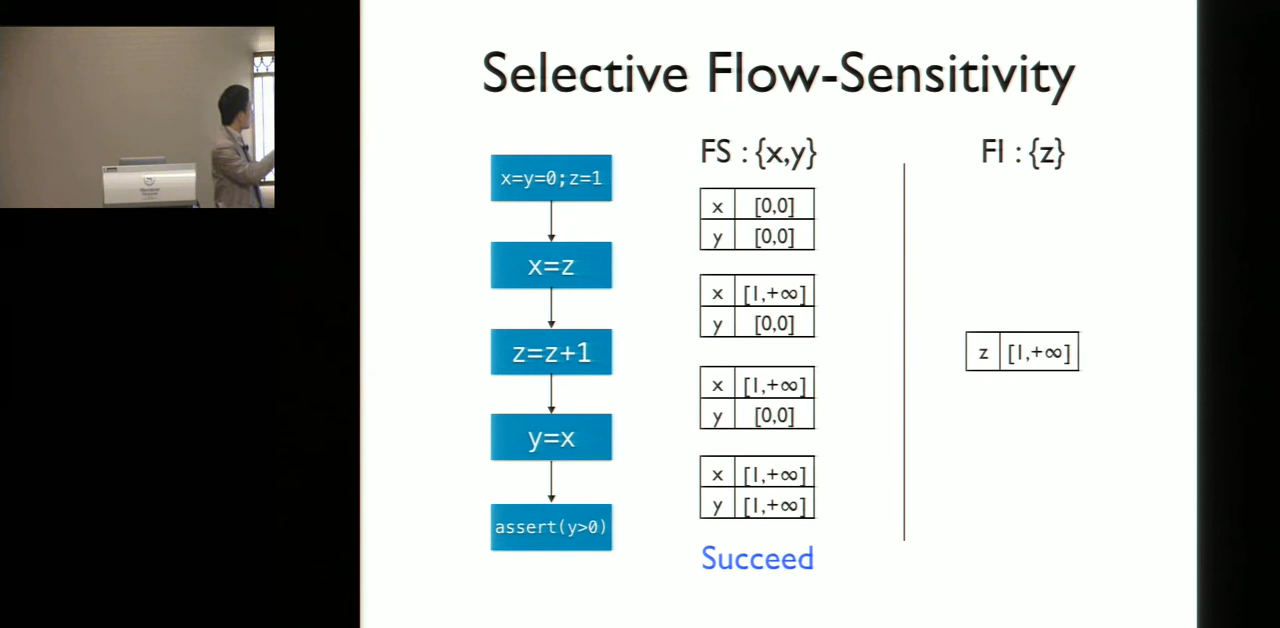 Selective Flow-Sensitivity
x=y=0;z=1
x=z
z=z+1
y=x
assert(y>0)
FS : {x,y}
x [0,0]
y [0,0]
x [1,+∞]
y [0,0]
x [1,+∞]
y [0,0]
x [1,+∞]
y [1,+∞]
Succeed
FI : {z}
z [1,+∞]